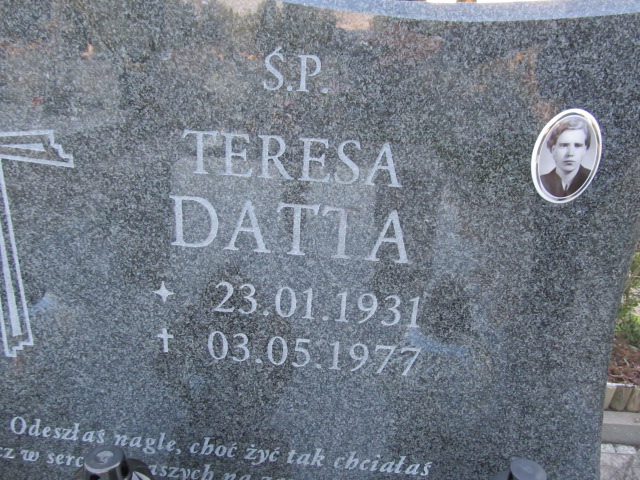 Ś.P.
TERESA
DATTA
23.01.1931
03.05.1977
Odeszłaś nagle, choć żyć tak chciałaś
w